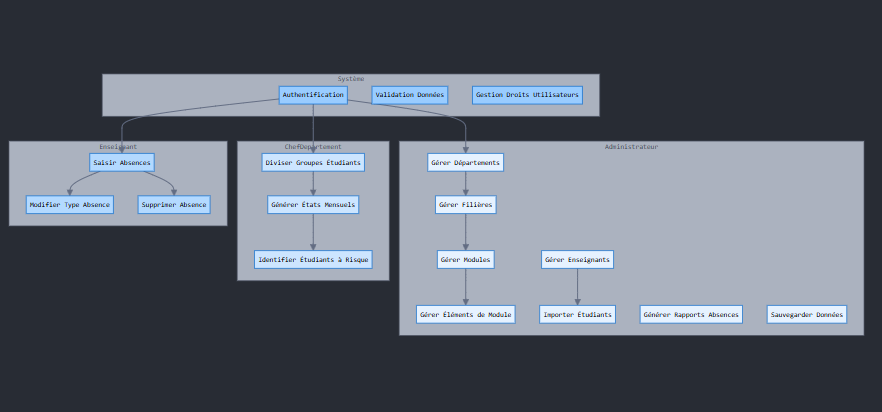 Système
Authentification
Validation Données
Gestion Droits Utilisateurs
Enseignant
Saisir Absences
Modifier Type Absence
Supprimer Absence
ChefDepartement
Diviser Groupes Étudiants
Générer États Mensuels
Identifier Étudiants à Risque
Administrateur
Gérer Départements
Gérer Filières
Gérer Modules
Gérer Enseignants
Gérer Éléments de Module
Importer Étudiants
Générer Rapports Absences
Sauvegarder Données